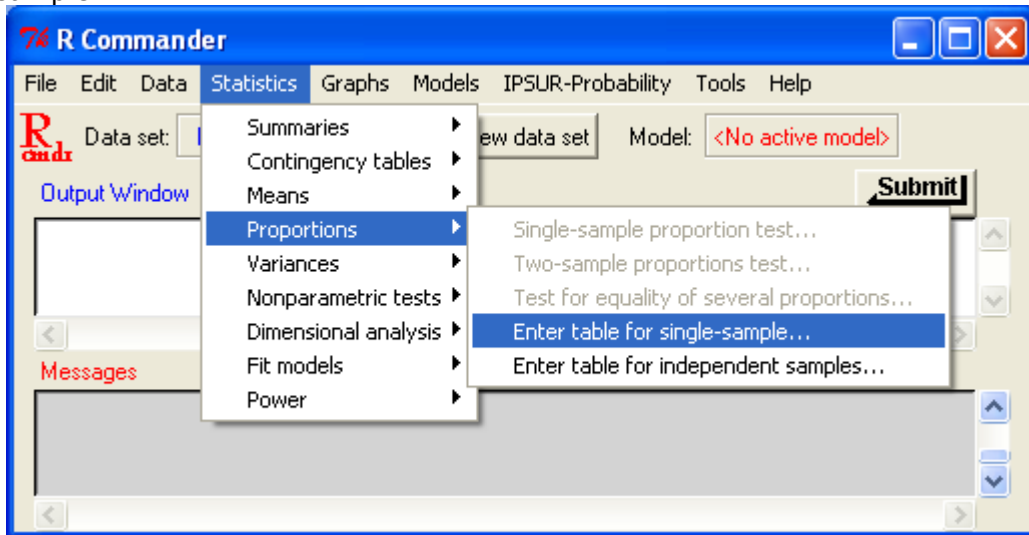 R Commander
File Edit Data Statistics Graphs Models IPSUR-Probability Tools Help
Rcmdr Data set: ew data set Model: <No active model>
Output Window Submit
Summaries
Contingency tables
Means
Proportions
Variances
Nonparametric tests
Dimensional analysis
Fit models
Power
Single-sample proportion test...
Two-sample proportions test...
Test for equality of several proportions...
Enter table for single-sample...
Enter table for independent samples...
Messages